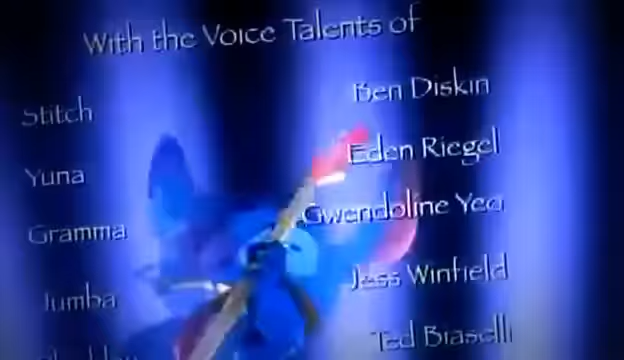 With the Voice Talents of
Stitch Ben Diskin
Yuna Eden Riegel
Gramma Gwendoline Yeo
Jumba Jess Winfield
Ted Biaselli